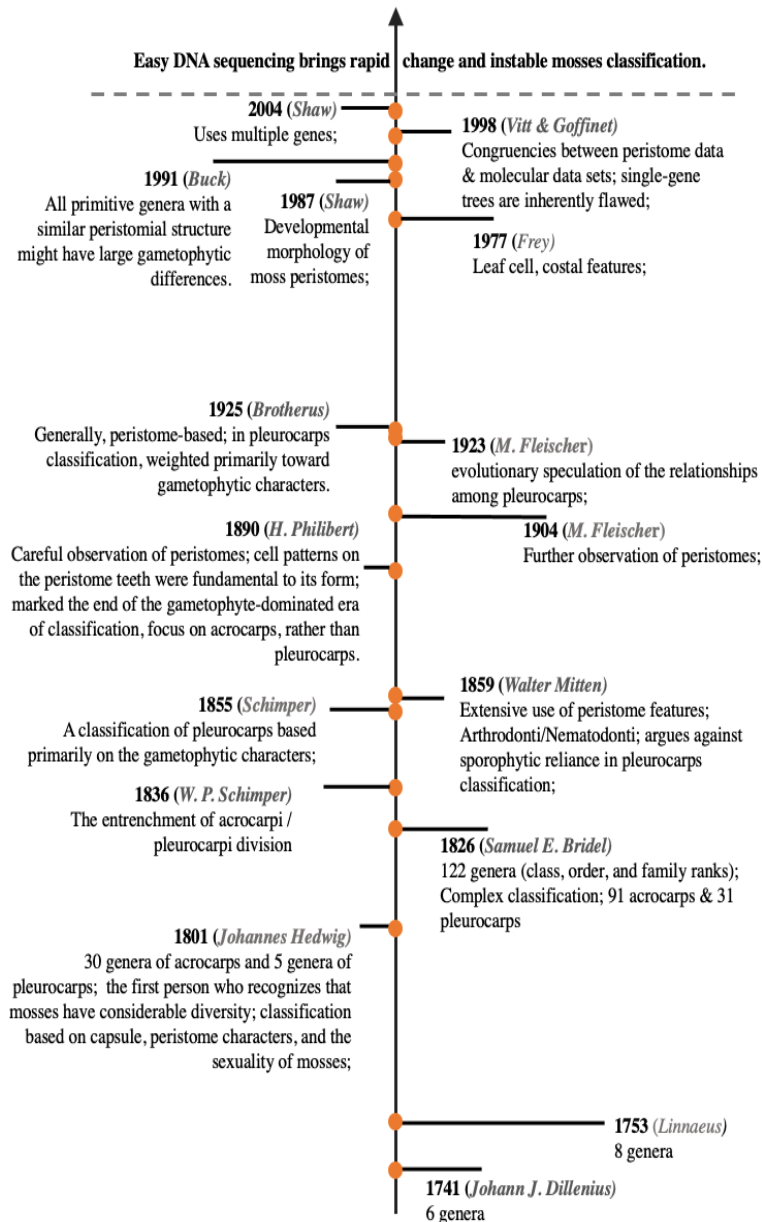 Easy DNA sequencing brings rapid change and instable mosses classification.
2004 (Shaw)
Uses multiple genes;
1998 (Vitt & Goffinet)
Congruencies between peristome data
& molecular data sets; single-gene
trees are inherently flawed;
1991 (Buck)
All primitive genera with a
similar peristomial structure
might have large gametophytic
differences.
1987 (Shaw)
Developmental
morphology of
moss peristomes;
1977 (Frey)
Leaf cell, costal features;
1925 (Brotherus)
Generally, peristome-based; in pleurocarps
classification, weighted primarily toward
gametophytic characters.
1923 (M. Fleischer)
evolutionary speculation of the relationships
among pleurocarps;
1904 (M. Fleischer)
Further observation of peristomes;
1890 (H. Philibert)
Careful observation of peristomes; cell patterns on
the peristome teeth were fundamental to its form;
marked the end of the gametophyte-dominated era
of classification, focus on acrocarps, rather than
pleurocarps.
1859 (Walter Mitten)
Extensive use of peristome features;
Arthrodonti/Nematodonti; argues against
sporophytic reliance in pleurocarps
classification;
1855 (Schimper)
A classification of pleurocarps based
primarily on the gametophytic characters;
1836 (W. P. Schimper)
The entrenchment of acrocarpi /
pleurocarpi division
1826 (Samuel E. Bridel)
122 genera (class, order, and family ranks);
Complex classification; 91 acrocarps & 31
pleurocarps
1801 (Johannes Hedwig)
30 genera of acrocarps and 5 genera of
pleurocarps; the first person who recognizes that
mosses have considerable diversity; classification
based on capsule, peristome characters, and the
sexuality of mosses;
1753 (Linnaeus)
8 genera
1741 (Johann J. Dillenius)
6 genera